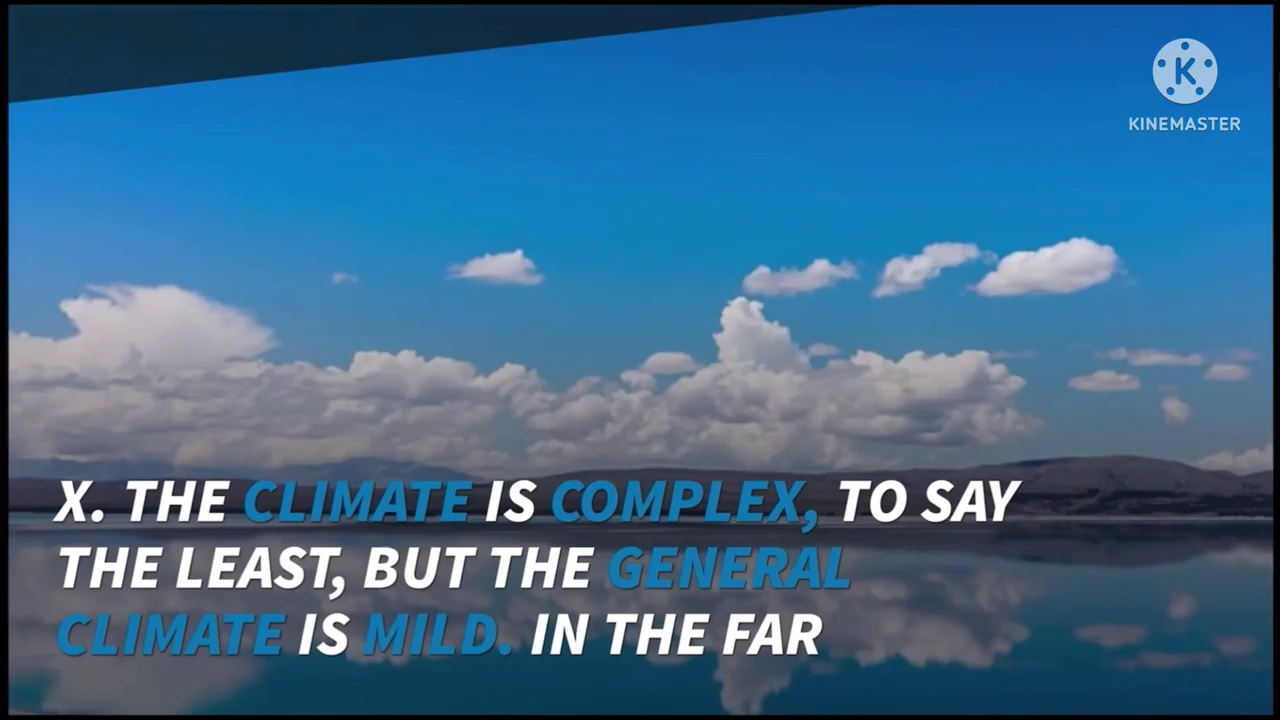 K
KINEMASTER
X. THE CLIMATE IS COMPLEX, TO SAY
THE LEAST, BUT THE GENERAL
CLIMATE IS MILD. IN THE FAR